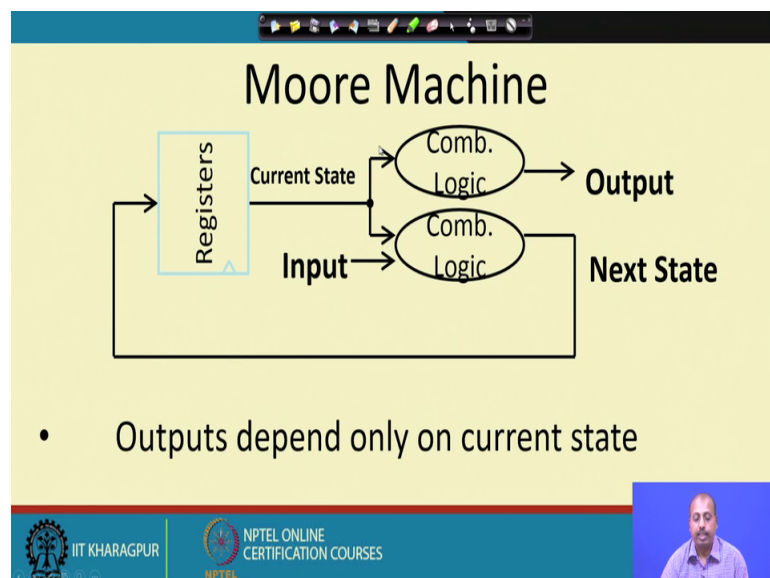 Moore Machine
Registers
Current State
Comb.
Logic
Output
Comb.
Logic
Input
Next State
• Outputs depend only on current state
IIT KHARAGPUR
NPTEL ONLINE
CERTIFICATION COURSES
NPTEL